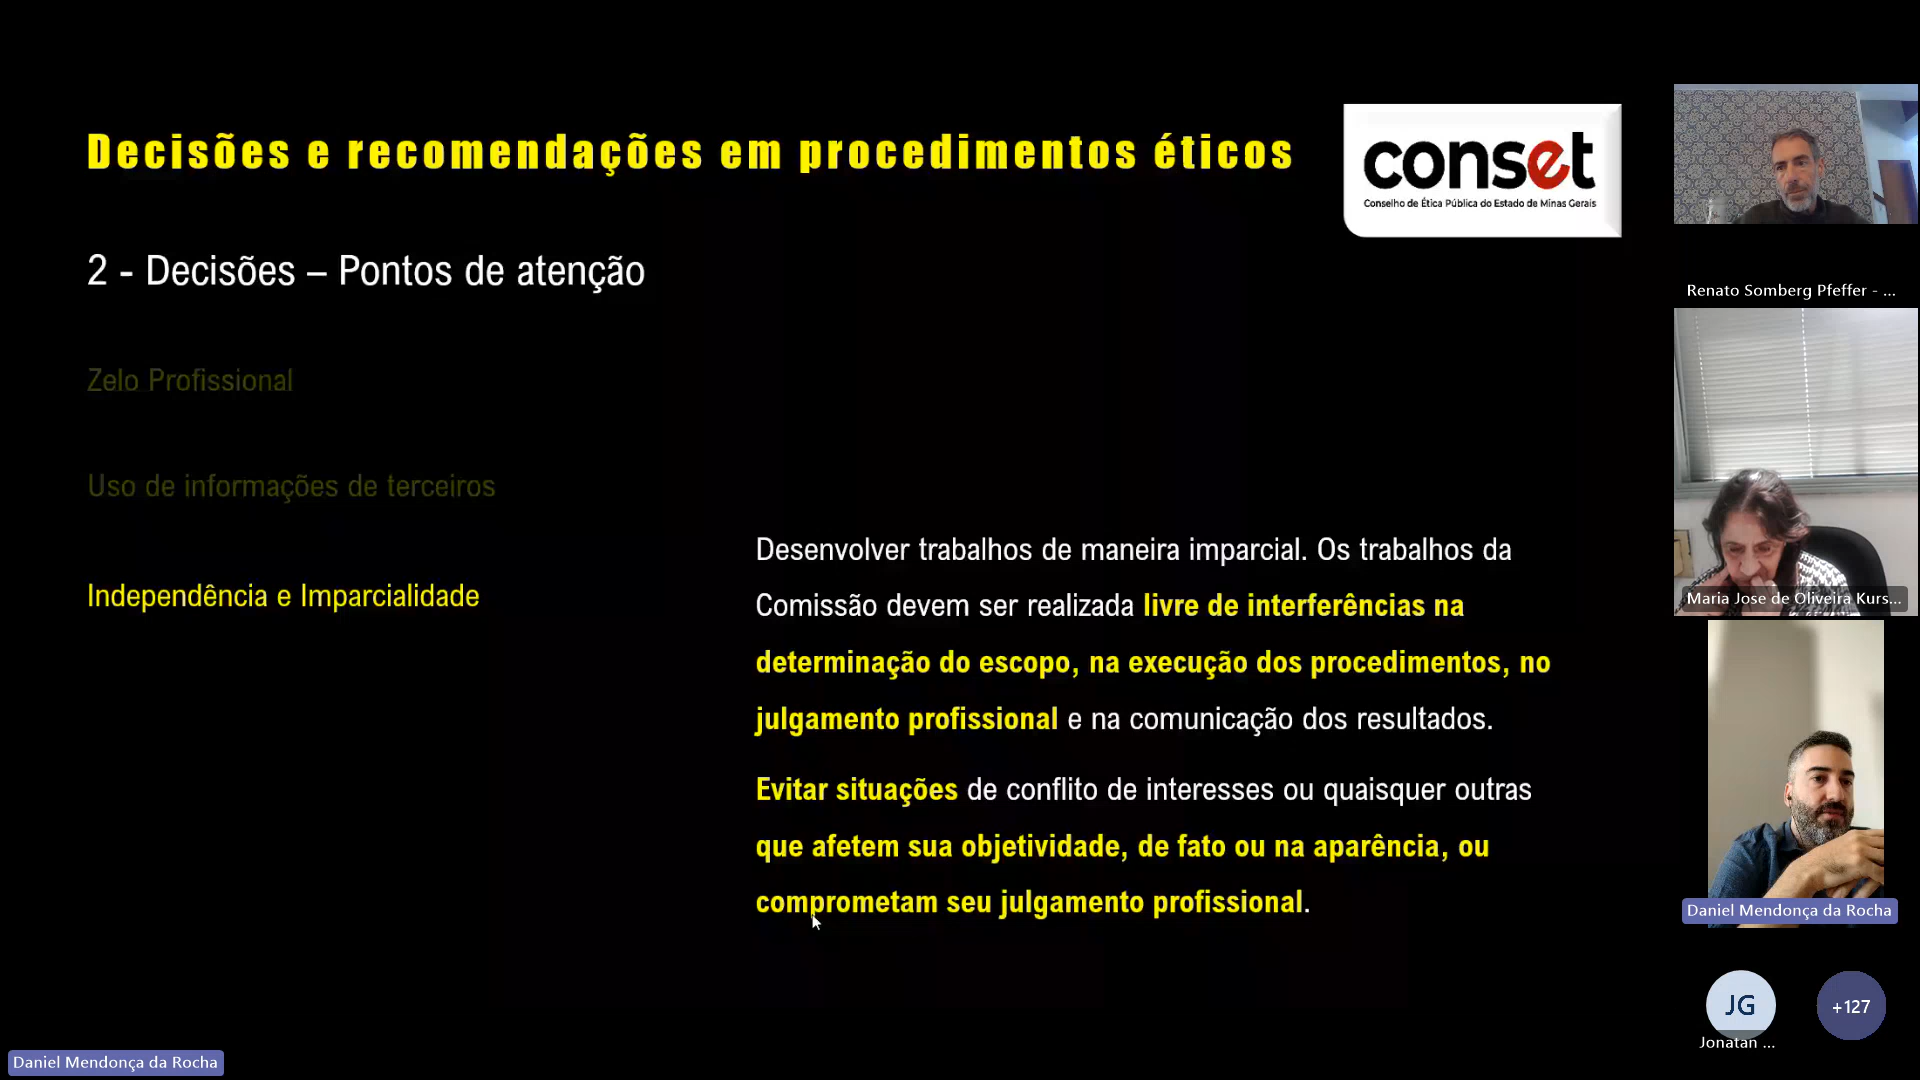 Decisões e recomendações em procedimentos éticos
conset
Conselho de Ética Pública do Estado de Minas Gerais
2 - Decisões – Pontos de atenção
Zelo Profissional
Uso de informações de terceiros
Independência e Imparcialidade
Desenvolver trabalhos de maneira imparcial. Os trabalhos da
Comissão devem ser realizada livre de interferências na
determinação do escopo, na execução dos procedimentos, no
julgamento profissional e na comunicação dos resultados.
Evitar situações de conflito de interesses ou quaisquer outras
que afetem sua objetividade, de fato ou na aparência, ou
comprometam seu julgamento profissional.
Renato Somberg Pfeffer - ...
Maria Jose de Oliveira Kurs...
Daniel Mendonça da Rocha
JG
+127
Jonatan ...
Daniel Mendonça da Rocha